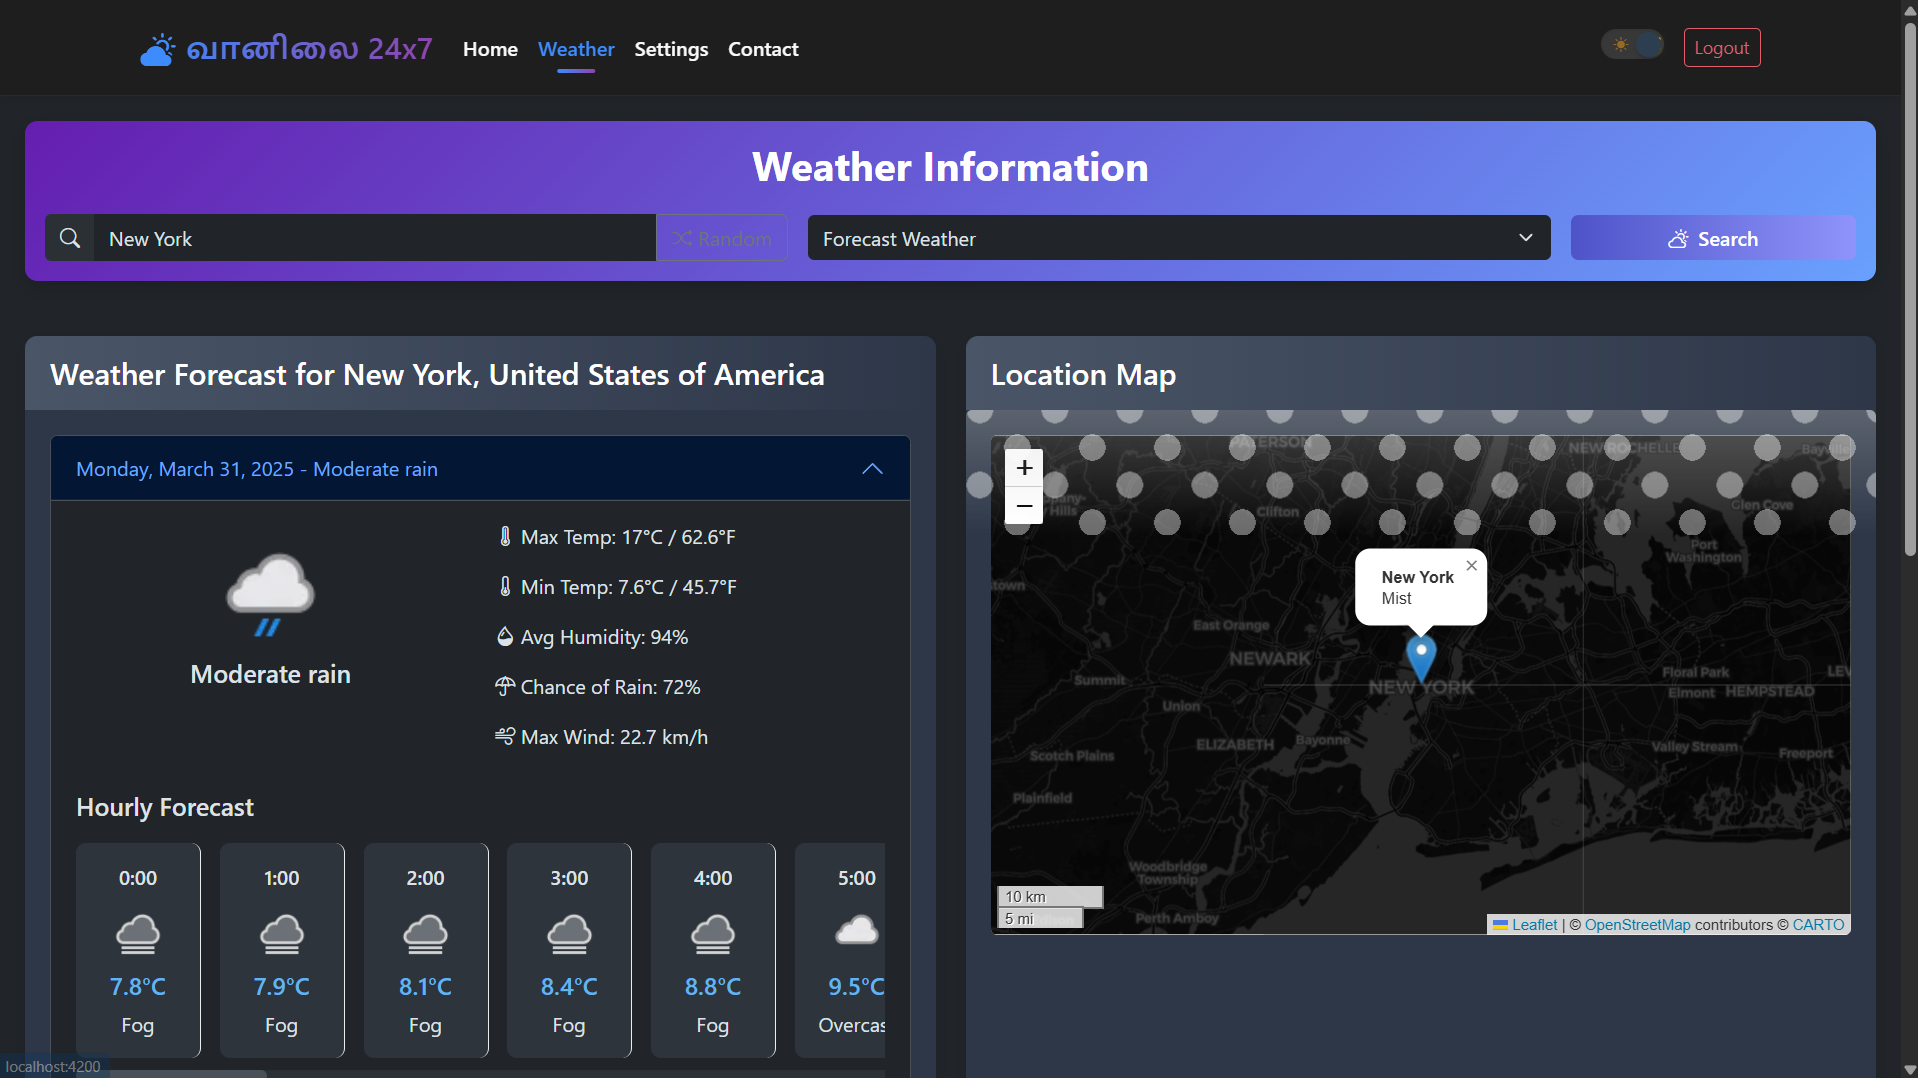 வானிலை 24x7
Home
Weather
Settings
Contact
Logout
Weather Information
New York
Random
Forecast Weather
Search
Weather Forecast for New York, United States of America
Monday, March 31, 2025 - Moderate rain
Moderate rain
Max Temp: 17°C / 62.6°F
Min Temp: 7.6°C / 45.7°F
Avg Humidity: 94%
Chance of Rain: 72%
Max Wind: 22.7 km/h
Hourly Forecast
0:00
7.8°C
Fog
1:00
7.9°C
Fog
2:00
8.1°C
Fog
3:00
8.4°C
Fog
4:00
8.8°C
Fog
5:00
9.5°C
Overcas
Location Map
+
−
New York
Mist
PATERSON
NEW ROCHELLE
Clifton
Glen Cove
Port
Washington
East Orange
NEWARK
Summit
NEW YORK
Floral Park
Elmont
HEMPSTEAD
Union
ELIZABETH
Bayonne
Valley Stream
Freeport
Scotch Plains
Plainfield
Woodbridge
Township
Perth Amboy
10 km
5 mi
Leaflet | © OpenStreetMap contributors © CARTO
localhost:4200